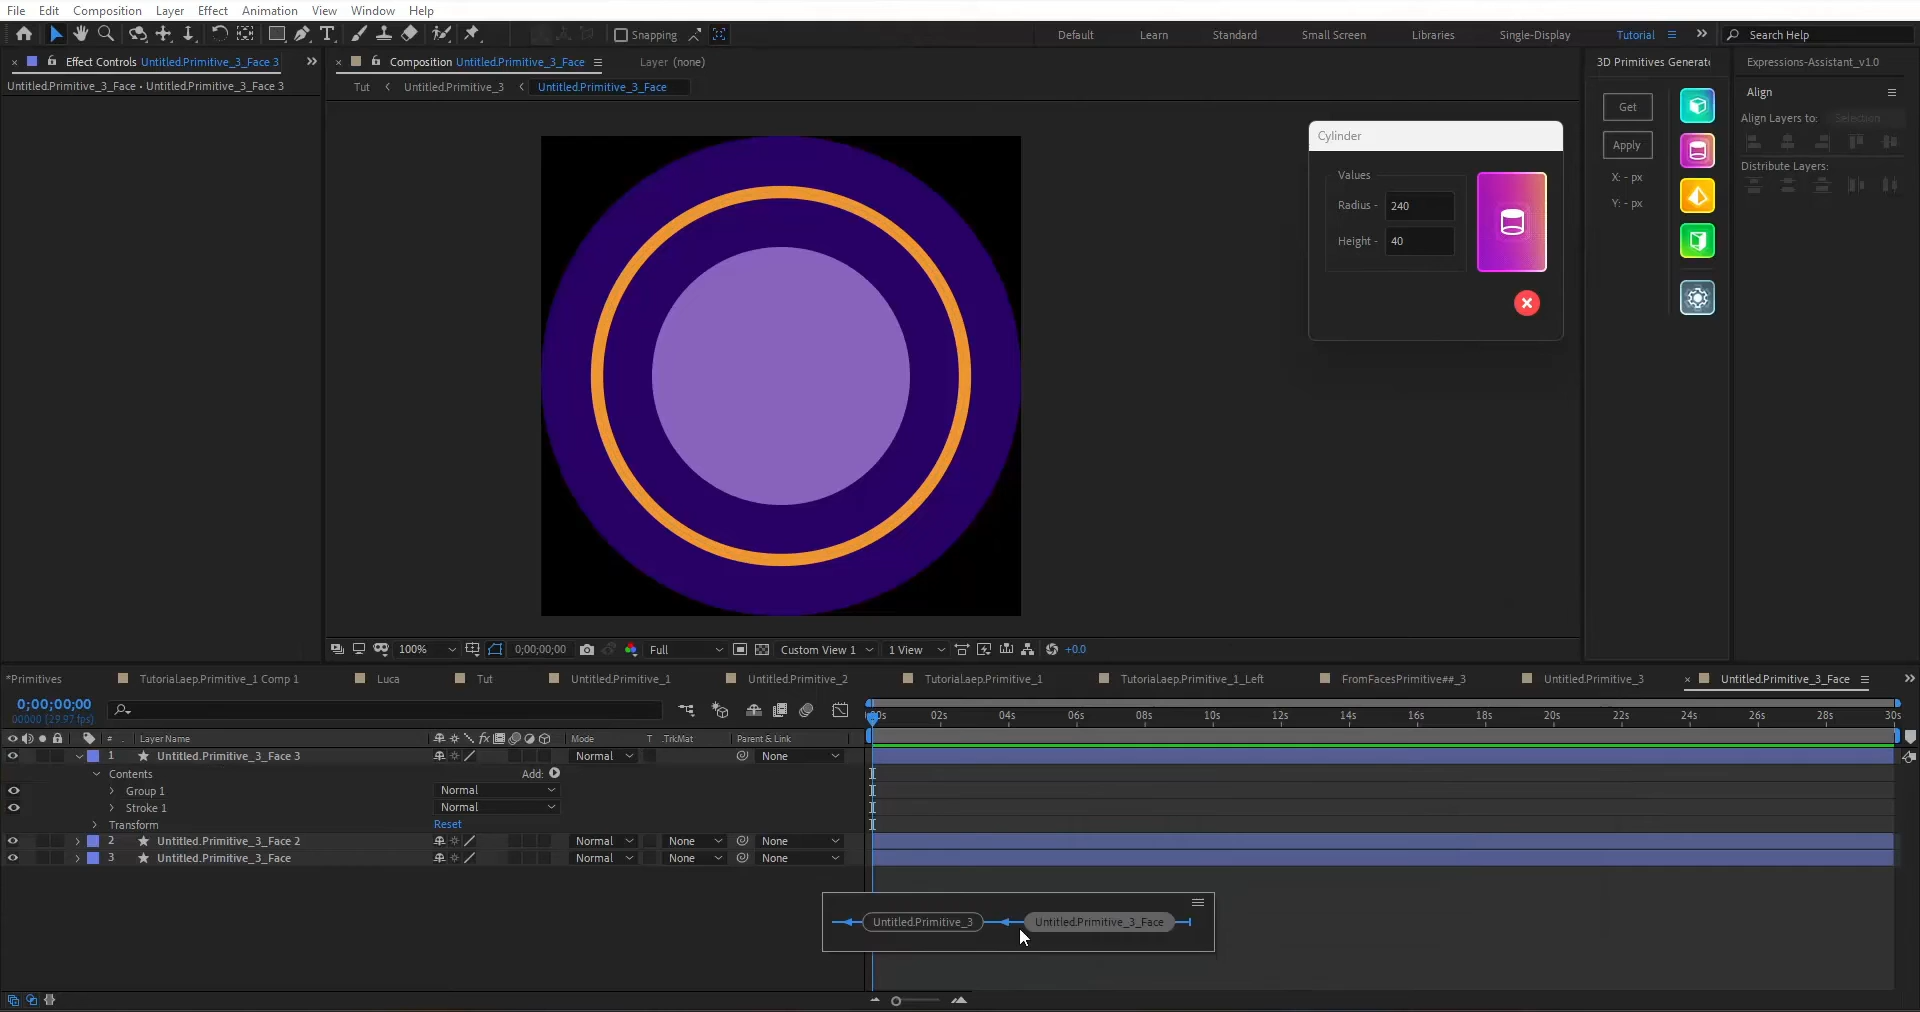 File Edit Composition Layer Effect Animation View Window Help
Snapping
Default Learn Standard Small Screen Libraries Single-Display Tutorial Search Help
Effect Controls Untitled.Primitive_3_Face 3
Composition Untitled.Primitive_3_Face Layer (none)
3D Primitives Generat
Expressions-Assistant_v1.0
Untitled.Primitive_3_Face • Untitled.Primitive_3_Face 3
Tut Untitled.Primitive_3 Untitled.Primitive_3_Face
Align
Get
Align Layers to: Selection
Cylinder
Apply
Distribute Layers:
Values
X: - px
Radius - 240
Y: - px
Height - 40
100% 0;00;00;00 Full Custom View 1 1 View +0.0
*Primitives Tutorial.aep.Primitive_1 Comp 1 Luca Tut Untitled.Primitive_1 Untitled.Primitive_2 Tutorial.aep.Primitive_1 Tutorial.aep.Primitive_1_Left FromFacesPrimitive##_3 Untitled.Primitive_3 Untitled.Primitive_3_Face
0;00;00;00
00000 (29.97 fps)
00s 02s 04s 06s 08s 10s 12s 14s 16s 18s 20s 22s 24s 26s 28s 30s
# Layer Name Mode T .TrkMat Parent & Link
1 Untitled.Primitive_3_Face 3 Normal None
Contents Add:
Group 1 Normal
Stroke 1 Normal
Transform Reset
2 Untitled.Primitive_3_Face 2 Normal None None
3 Untitled.Primitive_3_Face Normal None None
Untitled.Primitive_3 Untitled.Primitive_3_Face